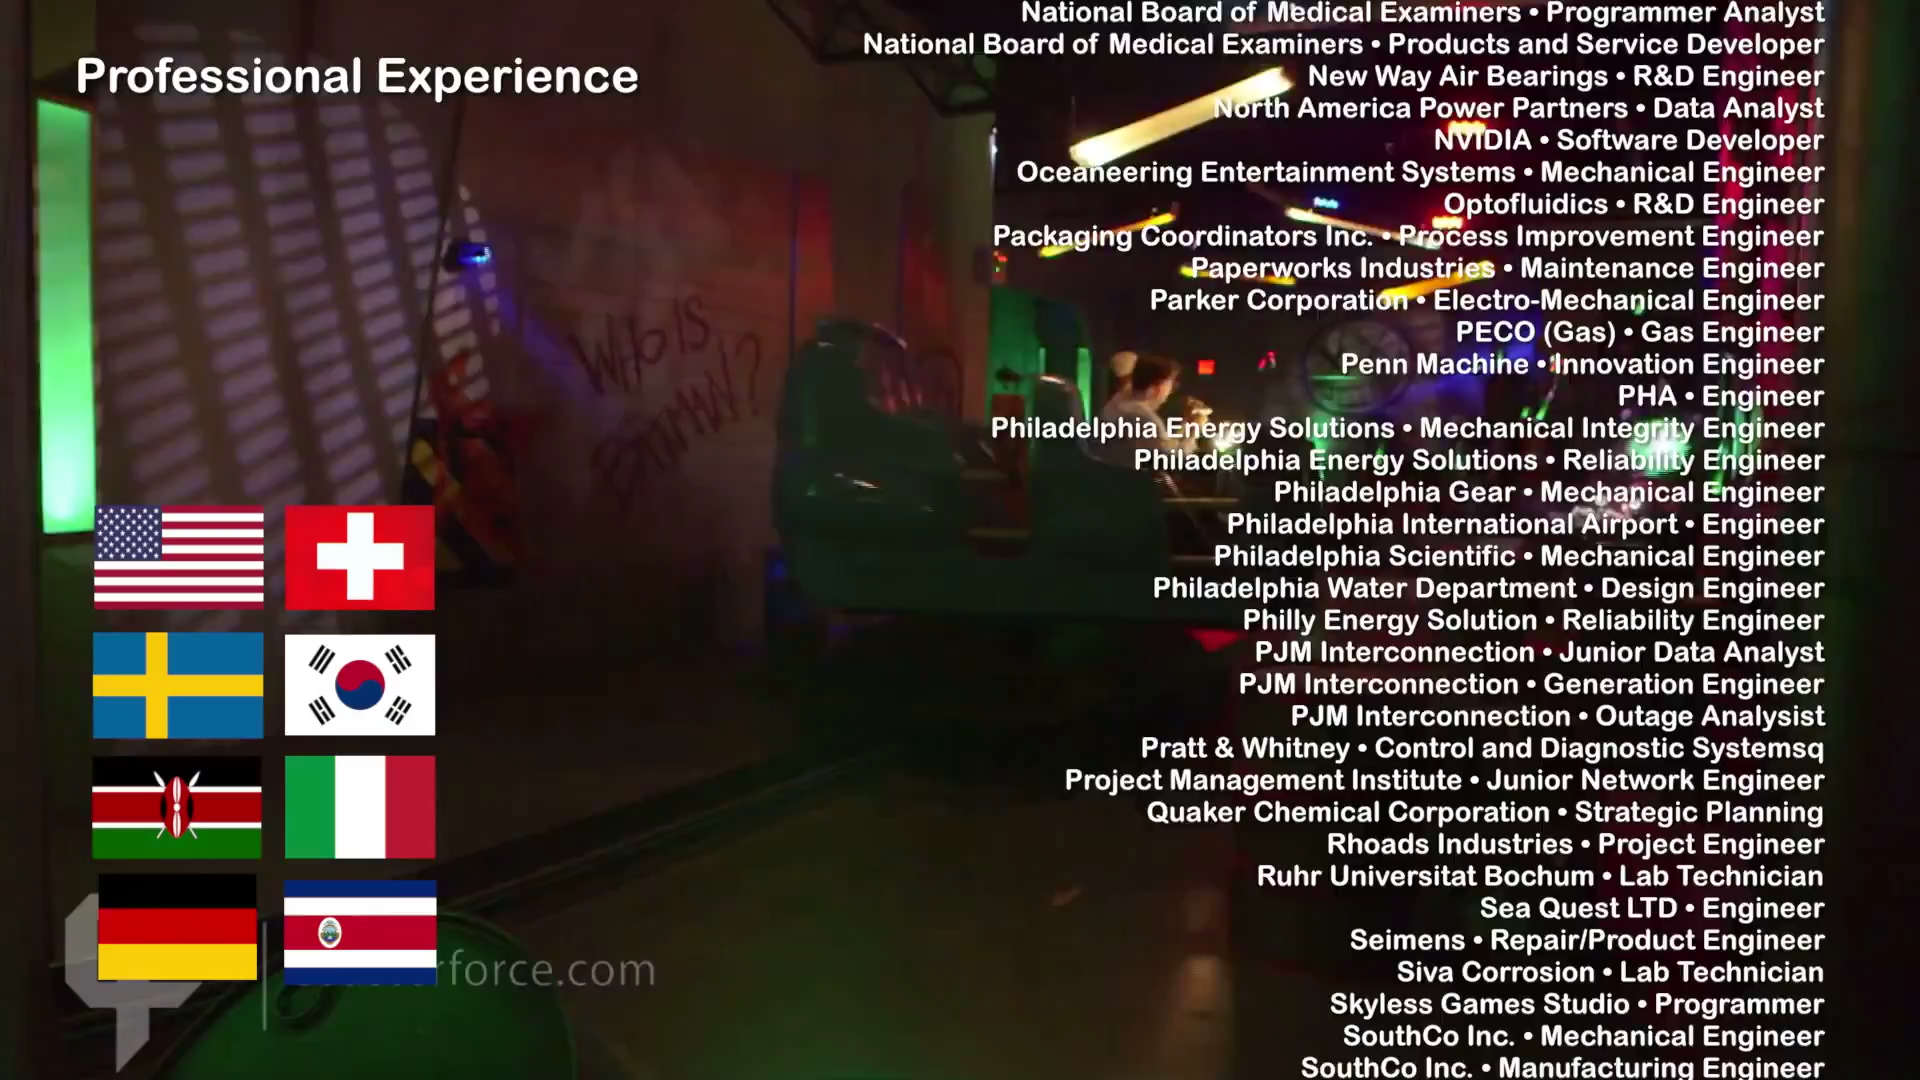 Professional Experience
National Board of Medical Examiners • Programmer Analyst
National Board of Medical Examiners • Products and Service Developer
New Way Air Bearings • R&D Engineer
North America Power Partners • Data Analyst
NVIDIA • Software Developer
Oceaneering Entertainment Systems • Mechanical Engineer
Optofluidics • R&D Engineer
Packaging Coordinators Inc. • Process Improvement Engineer
Paperworks Industries • Maintenance Engineer
Parker Corporation • Electro-Mechanical Engineer
PECO (Gas) • Gas Engineer
Penn Machine • Innovation Engineer
PHA • Engineer
Philadelphia Energy Solutions • Mechanical Integrity Engineer
Philadelphia Energy Solutions • Reliability Engineer
Philadelphia Gear • Mechanical Engineer
Philadelphia International Airport • Engineer
Philadelphia Scientific • Mechanical Engineer
Philadelphia Water Department • Design Engineer
Philly Energy Solution • Reliability Engineer
PJM Interconnection • Junior Data Analyst
PJM Interconnection • Generation Engineer
PJM Interconnection • Outage Analysist
Pratt & Whitney • Control and Diagnostic Systemsq
Project Management Institute • Junior Network Engineer
Quaker Chemical Corporation • Strategic Planning
Rhoads Industries • Project Engineer
Ruhr Universitat Bochum • Lab Technician
Sea Quest LTD • Engineer
Seimens • Repair/Product Engineer
Siva Corrosion • Lab Technician
Skyless Games Studio • Programmer
SouthCo Inc. • Mechanical Engineer
SouthCo Inc. • Manufacturing Engineer
WHO IS
BATMAN?